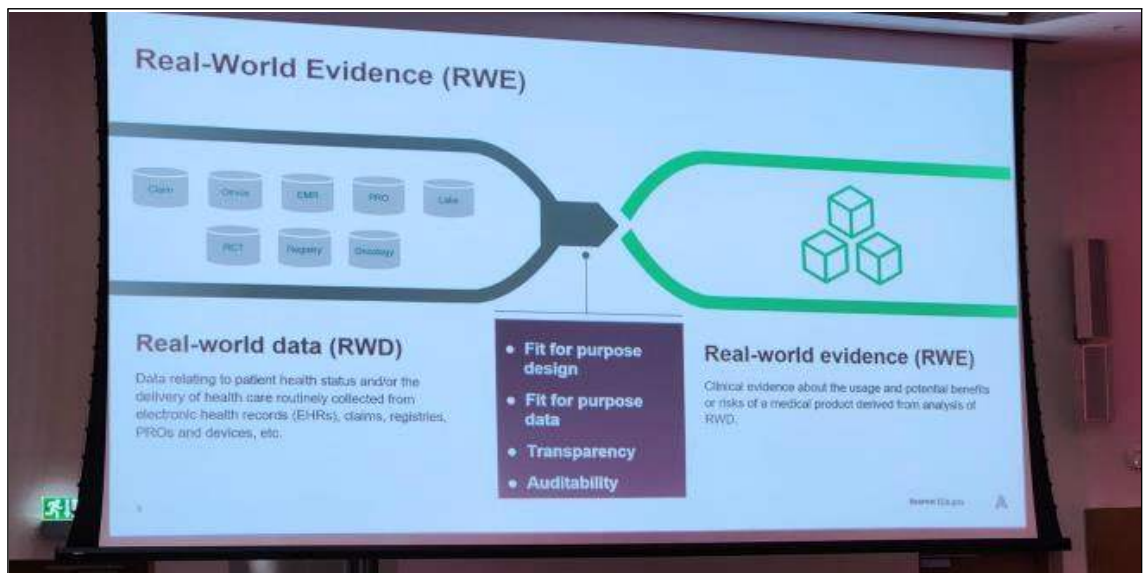 Real-World Evidence (RWE)
Claim
Device
EMR
PRO
Labs
RCT
Registry
Oncology
Real-world data (RWD)
Data relating to patient health status and/or the
delivery of health care routinely collected from
electronic health records (EHRs), claims, registries,
PROs and devices, etc.
• Fit for purpose
design
• Fit for purpose
data
• Transparency
• Auditability
Real-world evidence (RWE)
Clinical evidence about the usage and potential benefits
or risks of a medical product derived from analysis of
RWD.
A